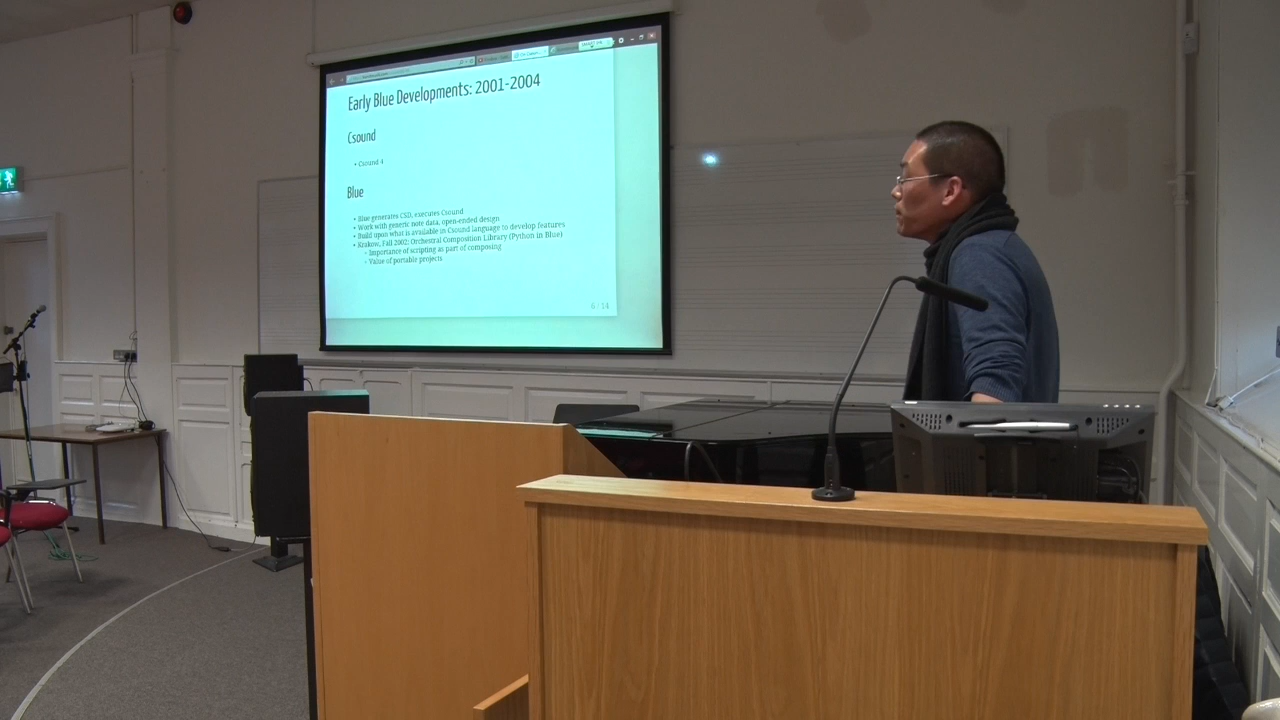 Early Blue Developments: 2001-2004
Csound
• Csound 4
Blue
• Blue generates CSD, executes Csound
• Work with generic note data, open-ended design
• Build upon what is available in Csound language to develop features
• Krakow, Fall 2002: Orchestral Composition Library (Python in Blue)
◦ Importance of scripting as part of composing
◦ Value of portable projects
6 / 14